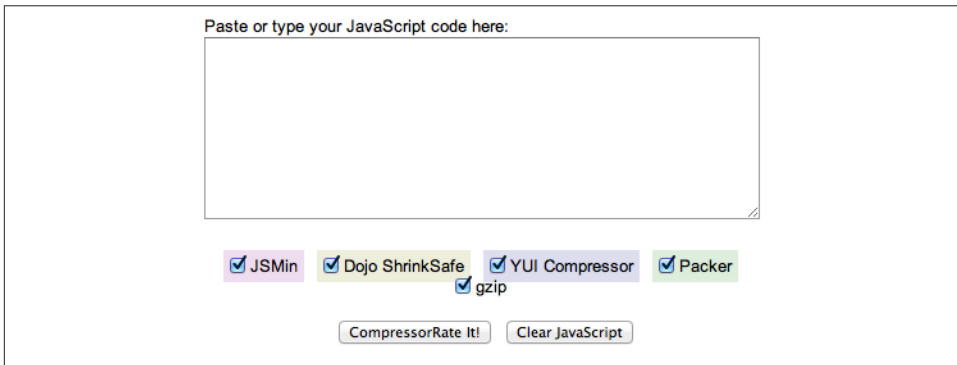 Paste or type your JavaScript code here:
JSMin Dojo ShrinkSafe YUI Compressor Packer
gzip
CompressorRate It! Clear JavaScript